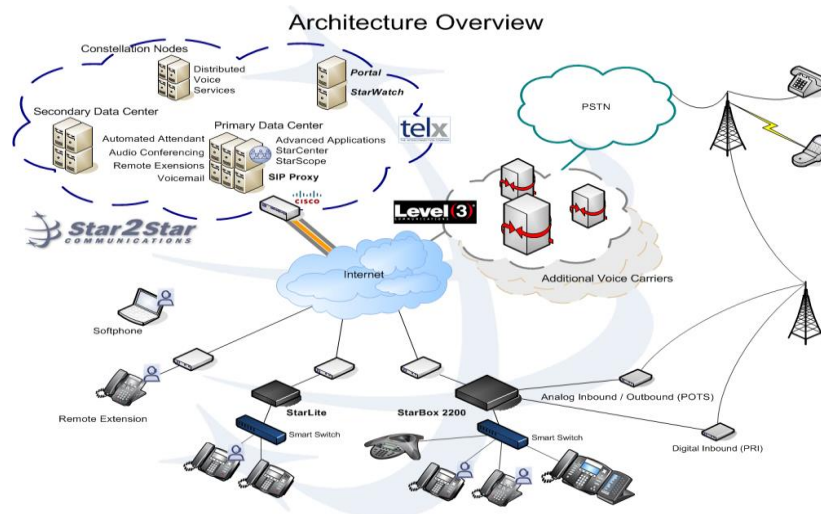 Architecture Overview
Constellation Nodes
Distributed
Voice
Services
Portal
StarWatch
Secondary Data Center
Primary Data Center
Automated Attendant
Audio Conferencing
Remote Extensions
Voicemail
Advanced Applications
StarCenter
StarScope
SIP Proxy
CISCO
telx
PSTN
Level(3)
COMMUNICATIONS
Star2Star
COMMUNICATIONS
Internet
Additional Voice Carriers
Softphone
Remote Extension
StarLite
Smart Switch
StarBox 2200
Smart Switch
Analog Inbound / Outbound (POTS)
Digital Inbound (PRI)